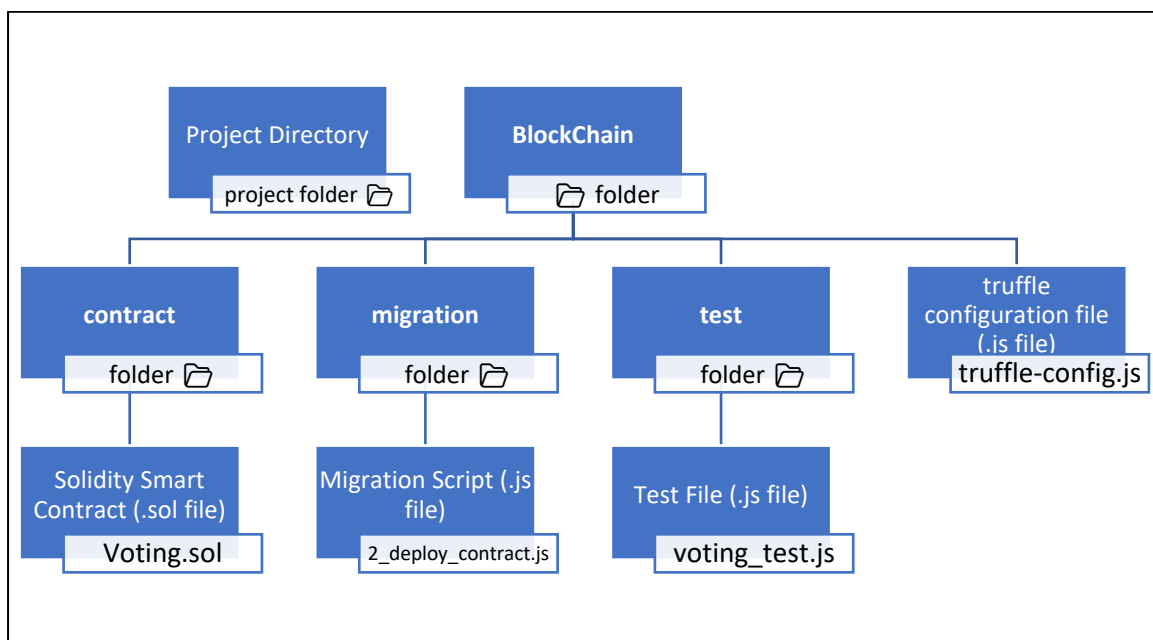 Project Directory
project folder
BlockChain
folder
contract
folder
migration
folder
test
folder
truffle
configuration file
(.js file)
truffle-config.js
Solidity Smart
Contract (.sol file)
Voting.sol
Migration Script (.js
file)
2_deploy_contract.js
Test File (.js file)
voting_test.js